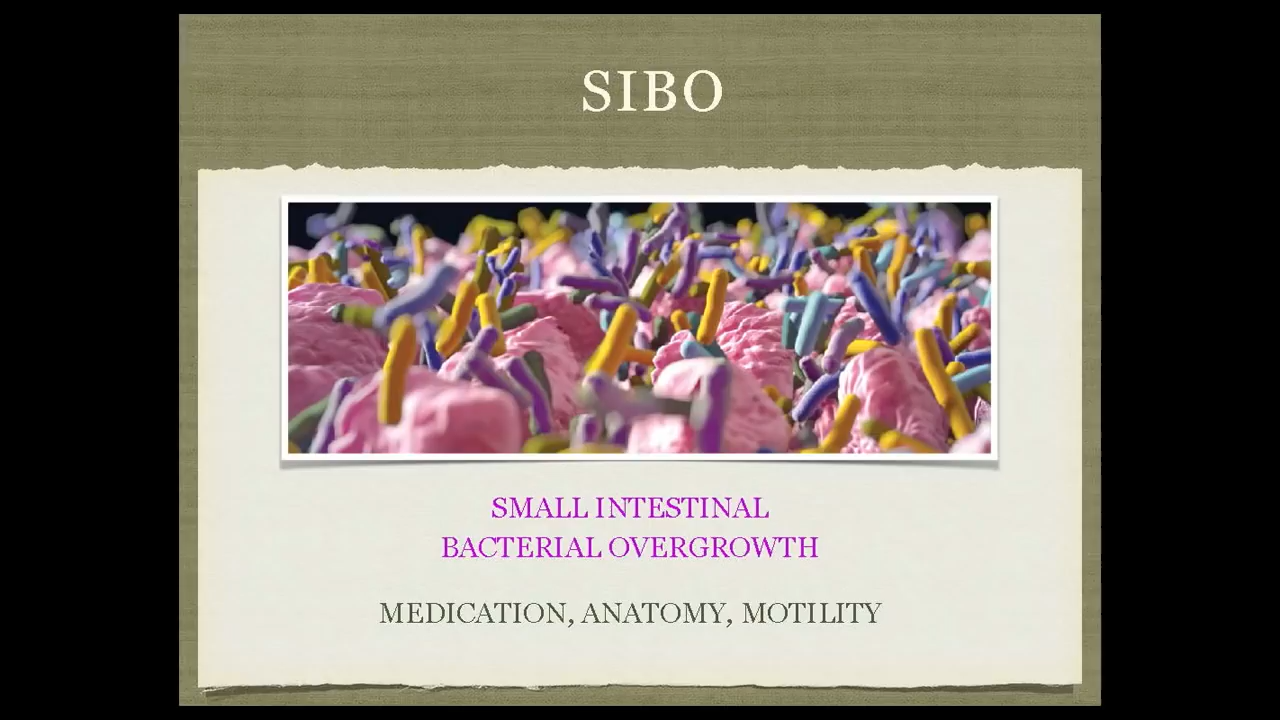 SIBO
SMALL INTESTINAL
BACTERIAL OVERGROWTH
MEDICATION, ANATOMY, MOTILITY